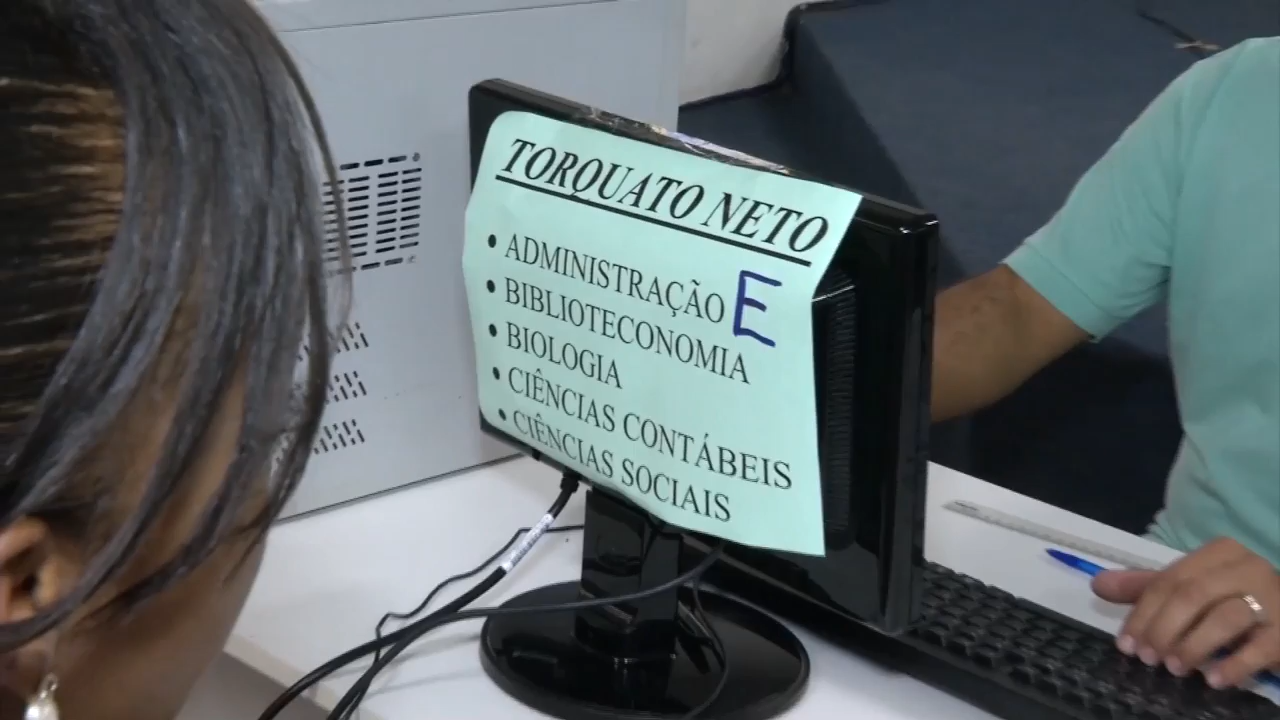 TORQUATO NETO
• ADMINISTRAÇÃO E
• BIBLIOTECONOMIA
• BIOLOGIA
• CIÊNCIAS CONTÁBEIS
• CIÊNCIAS SOCIAIS